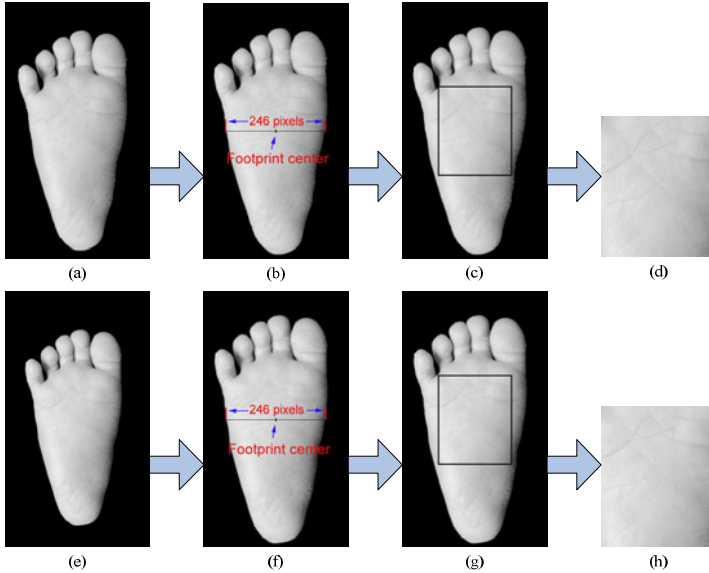 246 pixels
Footprint center
(a)
(b)
(c)
(d)
246 pixels
Footprint center
(e)
(f)
(g)
(h)